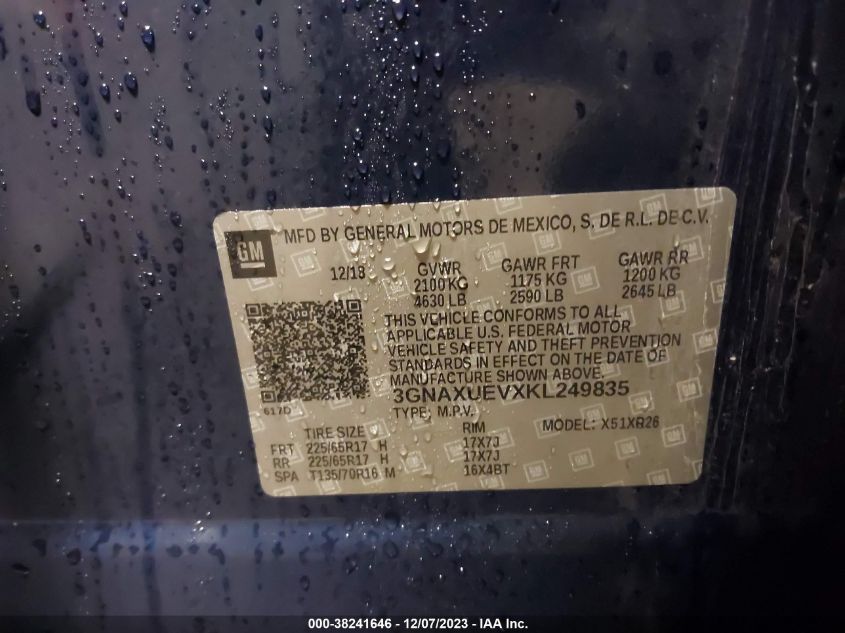 GM
MFD BY GENERAL MOTORS DE MEXICO, S. DE R.L. DE C.V.
12/18 GVWR GAWR FRT GAWR RR
2100 KG 1175 KG 1200 KG
4630 LB 2590 LB 2645 LB
THIS VEHICLE CONFORMS TO ALL
APPLICABLE U.S. FEDERAL MOTOR
VEHICLE SAFETY AND THEFT PREVENTION
STANDARDS IN EFFECT ON THE DATE OF
MANUFACTURE SHOWN ABOVE.
3GNAXUEVXKL249835
617D TYPE: M.P.V. MODEL: X51XR26
TIRE SIZE RIM
FRT 225/65R17 H 17X7J
RR 225/65R17 H 17X7J
SPA T135/70R16 M 16X4BT
000-38241646 - 12/07/2023 - IAA Inc.